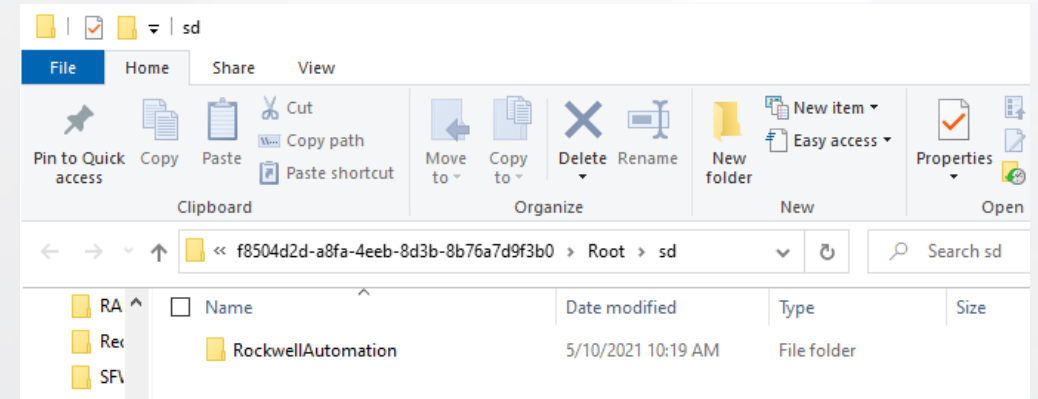 sd
File Home Share View
Pin to Quick access
Copy
Paste
Cut
Copy path
Paste shortcut
Move to
Copy to
Delete
Rename
New folder
New item
Easy access
Properties
Clipboard Organize New Open
« f8504d2d-a8fa-4eeb-8d3b-8b76a7d9f3b0 > Root > sd
Search sd
Name Date modified Type Size
RA
RockwellAutomation 5/10/2021 10:19 AM File folder